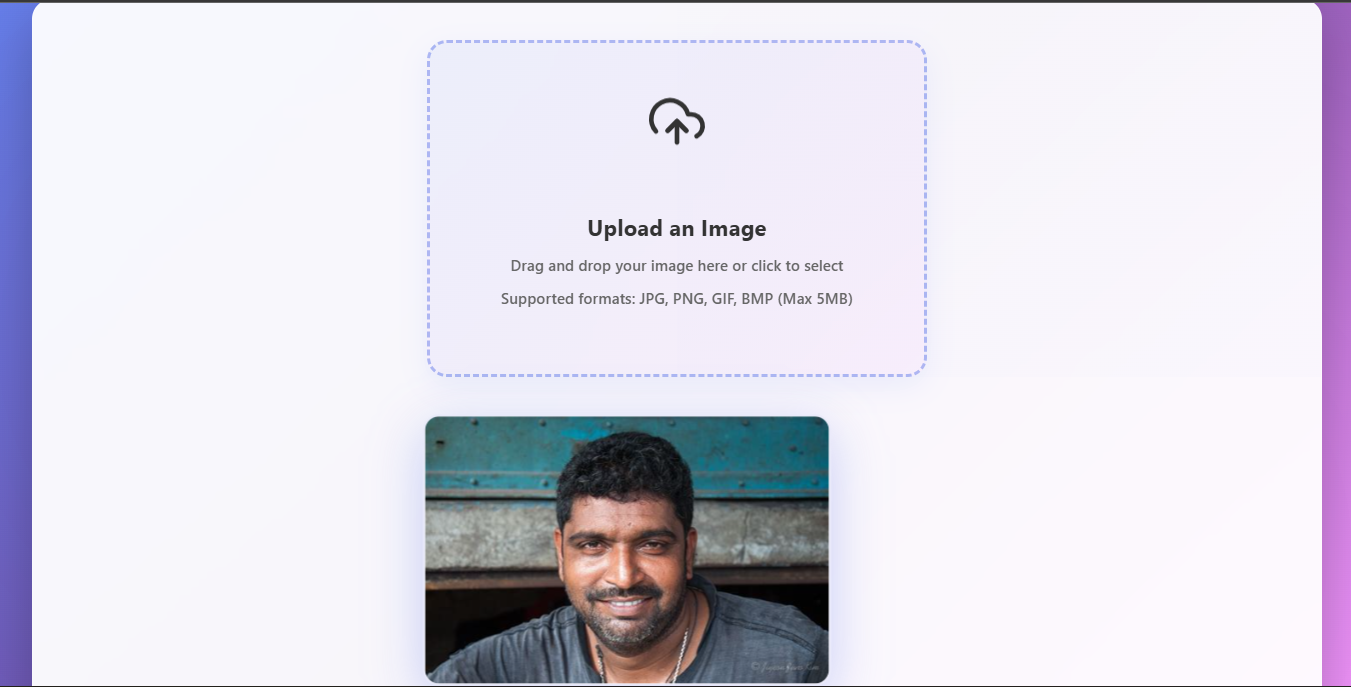 Upload an Image
Drag and drop your image here or click to select
Supported formats: JPG, PNG, GIF, BMP (Max 5MB)
©